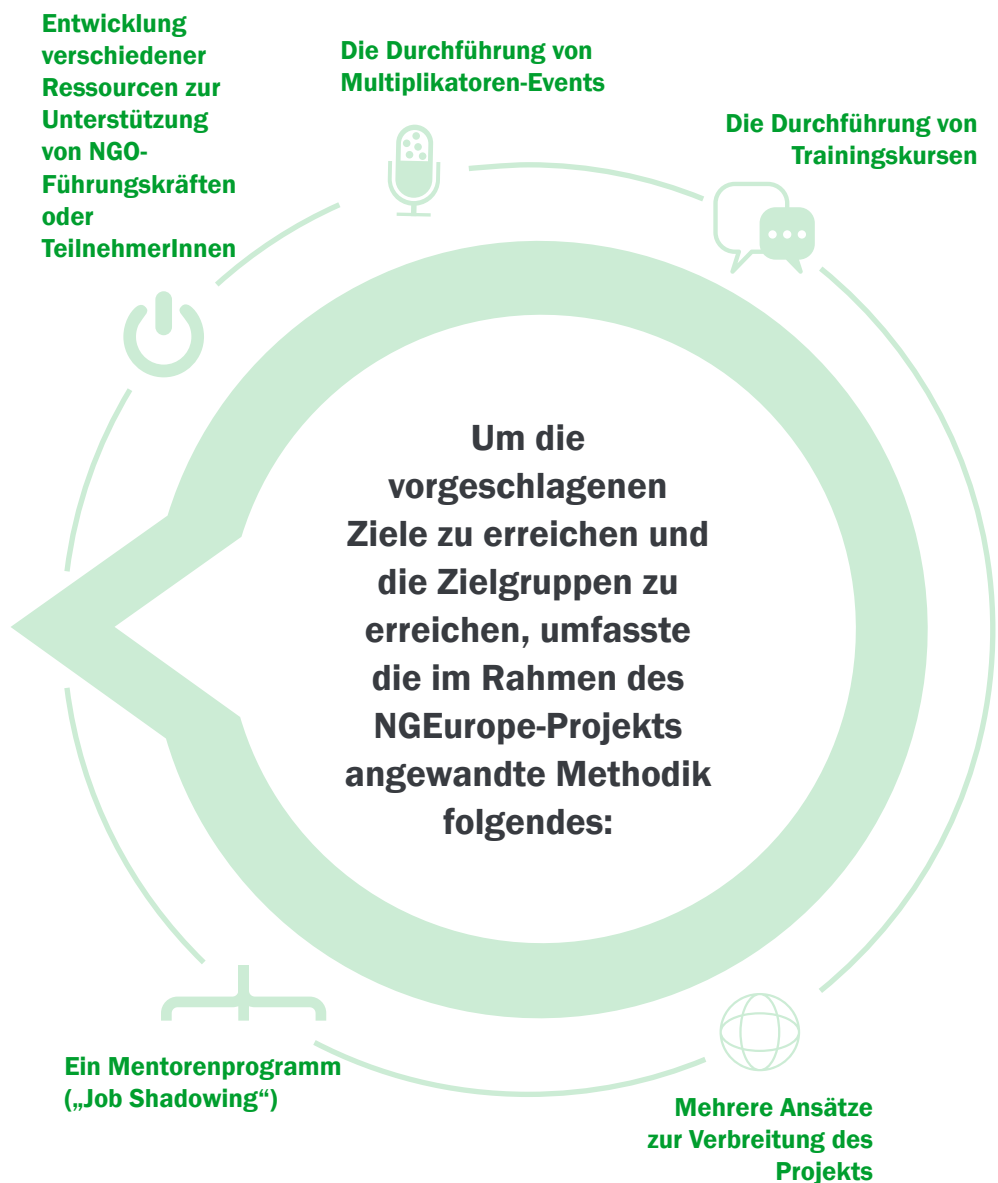 Entwicklung
verschiedener
Ressourcen zur
Unterstützung
von NGO-
Führungskräften
oder
TeilnehmerInnen
Die Durchführung von
Multiplikatoren-Events
Die Durchführung von
Trainingskursen
Um die
vorgeschlagenen
Ziele zu erreichen und
die Zielgruppen zu
erreichen, umfasste
die im Rahmen des
NGEurope-Projekts
angewandte Methodik
folgendes:
Ein Mentorenprogramm
(„Job Shadowing“)
Mehrere Ansätze
zur Verbreitung des
Projekts